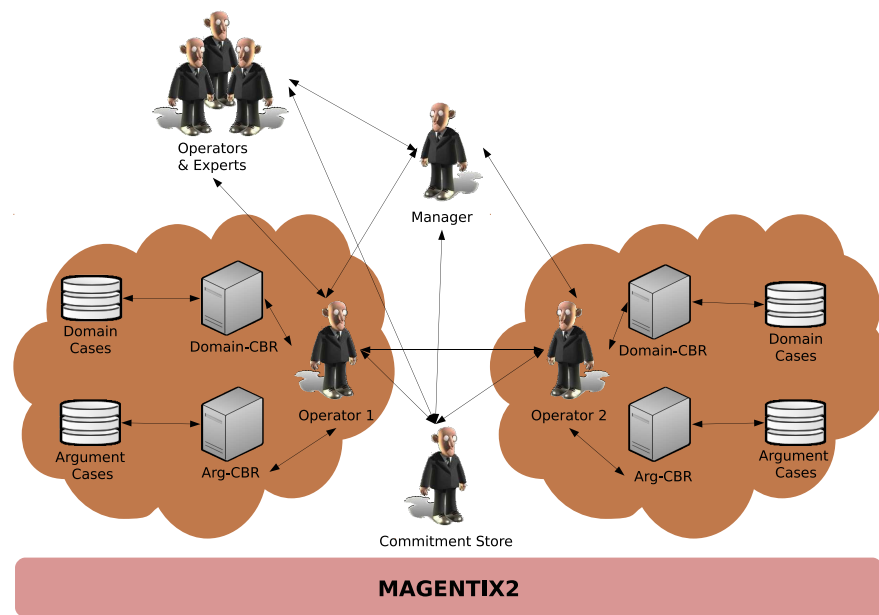 Operators
& Experts
Manager
Domain
Cases
Domain-CBR
Operator 1
Argument
Cases
Arg-CBR
Domain-CBR
Domain
Cases
Operator 2
Arg-CBR
Argument
Cases
Commitment Store
MAGENTIX2